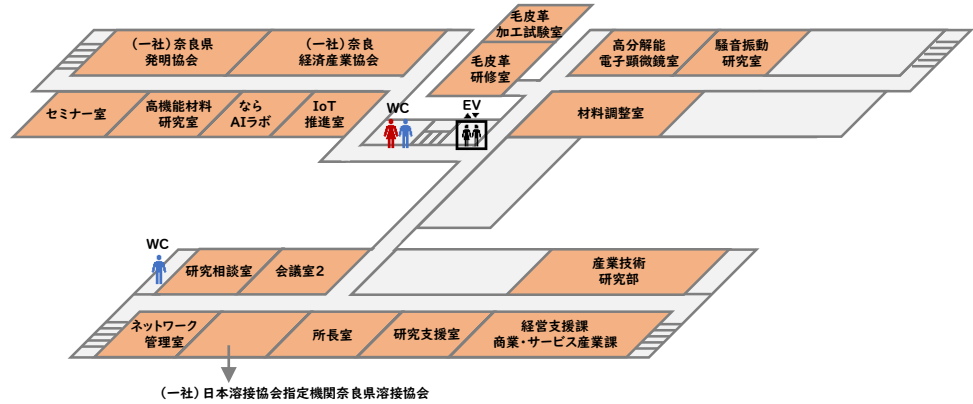 毛皮革
加工試験室
(一社)奈良県
発明協会
(一社)奈良
経済産業協会
毛皮革
研修室
高分解能
電子顕微鏡室
騒音振動
研究室
セミナー室
高機能材料
研究室
なら
AIラボ
IoT
推進室
WC
EV
材料調整室
WC
研究相談室
会議室2
産業技術
研究部
ネットワーク
管理室
所長室
研究支援室
経営支援課
商業・サービス産業課
(一社)日本溶接協会指定機関奈良県溶接協会